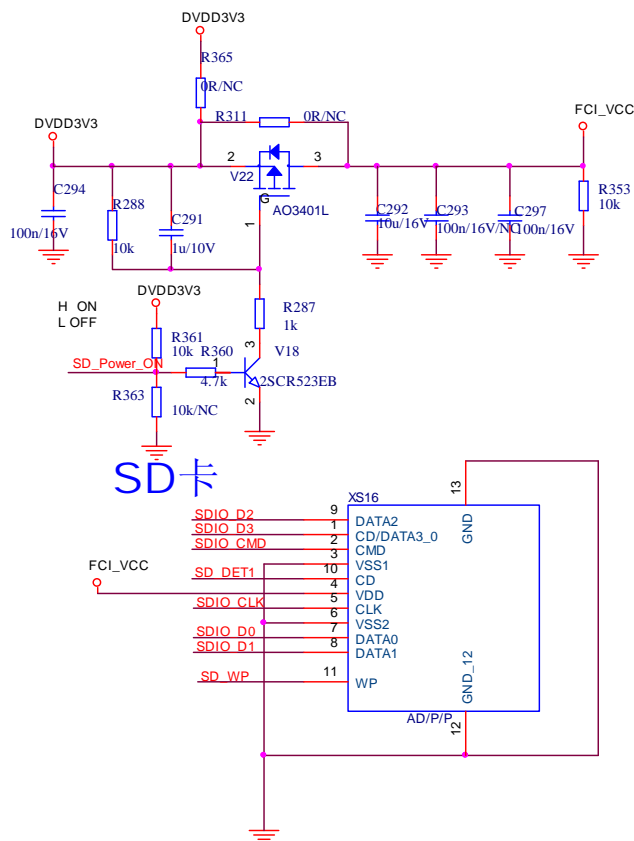 DVDD3V3
R365
0R/NC
R311
0R/NC
FCI_VCC
DVDD3V3
2
3
V22
C294
100n/16V
R288
10k
C291
1u/10V
G
AO3401L
1
C292
10u/16V
C293
100n/16V/NC
C297
100n/16V
R353
10k
H ON
L OFF
DVDD3V3
R287
1k
R361
10k
R360
4.7k
1
3
V18
2SCR523EB
2
SD_Power_ON
R363
10k/NC
SD卡
XS16
13
GND
SDIO_D2
9
DATA2
SDIO_D3
1
CD/DATA3_0
SDIO_CMD
2
CMD
3
VSS1
SD_DET1
10
CD
FCI_VCC
4
VDD
SDIO_CLK
5
CLK
6
VSS2
SDIO_D0
7
DATA0
SDIO_D1
8
DATA1
SD_WP
11
WP
GND_12
12
AD/P/P